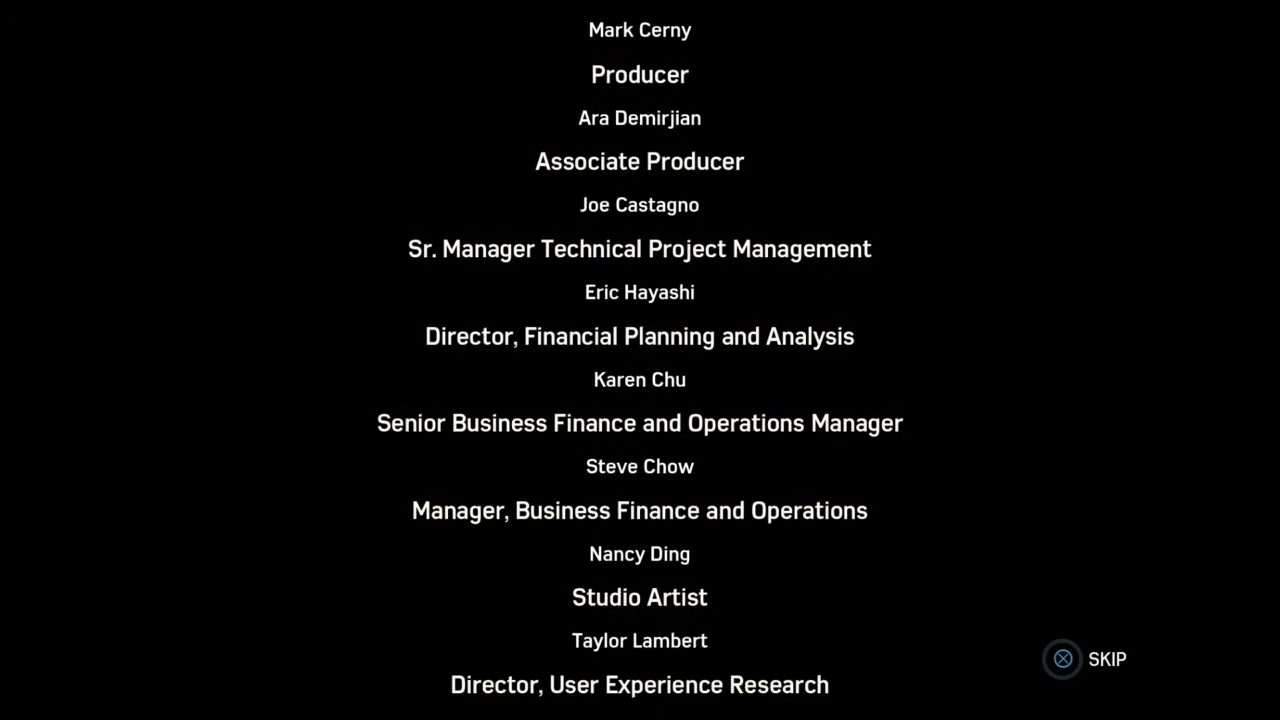 Mark Cerny
Producer
Ara Demirjian
Associate Producer
Joe Castagno
Sr. Manager Technical Project Management
Eric Hayashi
Director, Financial Planning and Analysis
Karen Chu
Senior Business Finance and Operations Manager
Steve Chow
Manager, Business Finance and Operations
Nancy Ding
Studio Artist
Taylor Lambert
SKIP
Director, User Experience Research